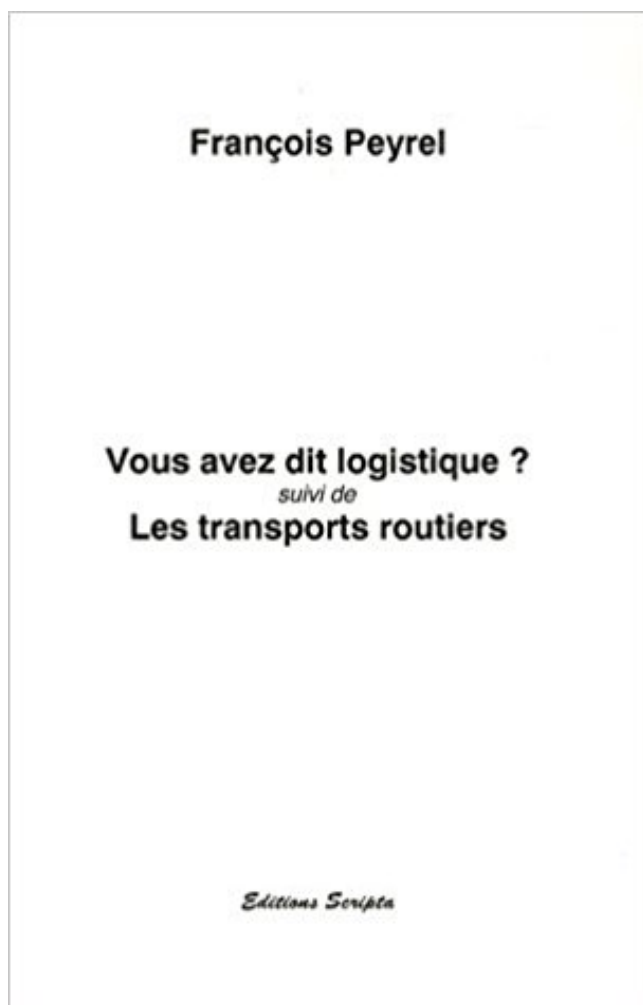 François Peyrel
Vous avez dit logistique ?
suivi de
Les transports routiers
Editions Scripta